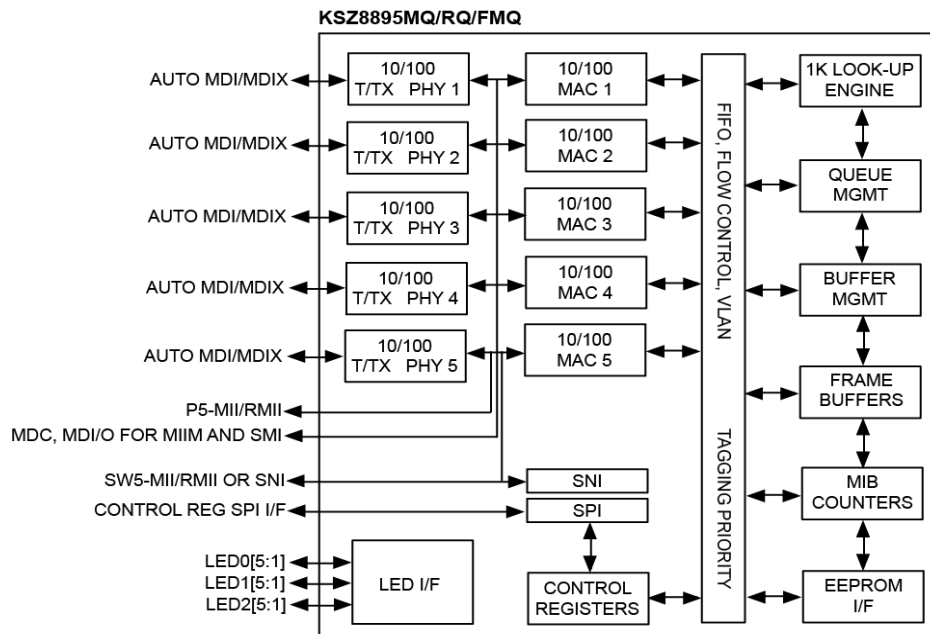 KSZ8895MQ/RQ/FMQ
AUTO MDI/MDIX
10/100
T/TX PHY 1
10/100
MAC 1
1K LOOK-UP
ENGINE
AUTO MDI/MDIX
10/100
T/TX PHY 2
10/100
MAC 2
QUEUE
MGMT
AUTO MDI/MDIX
10/100
T/TX PHY 3
10/100
MAC 3
AUTO MDI/MDIX
10/100
T/TX PHY 4
10/100
MAC 4
BUFFER
MGMT
AUTO MDI/MDIX
10/100
T/TX PHY 5
10/100
MAC 5
FRAME
BUFFERS
FIFO, FLOW CONTROL, VLAN TAGGING PRIORITY
P5-MII/RMII
MDC, MDI/O FOR MIIM AND SMI
SW5-MII/RMII OR SNI
SNI
MIB
COUNTERS
CONTROL REG SPI I/F
SPI
LED0[5:1]
LED1[5:1]
LED2[5:1]
LED I/F
CONTROL
REGISTERS
EEPROM
I/F